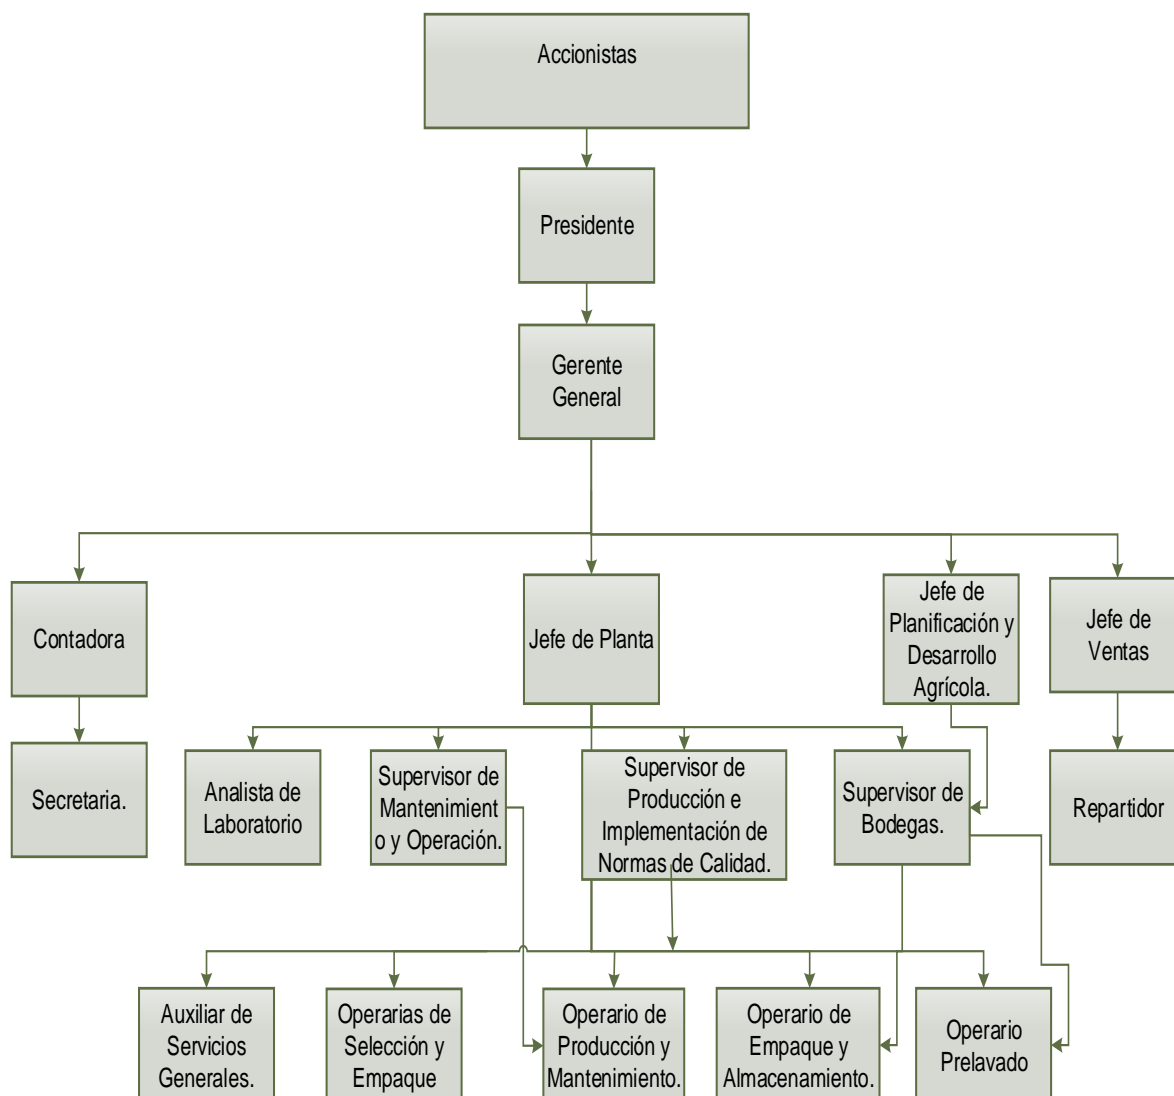 Accionistas
Presidente
Gerente
General
Contadora
Jefe de Planta
Jefe de
Planificación y
Desarrollo
Agrícola.
Jefe de
Ventas
Secretaria.
Analista de
Laboratorio
Supervisor de
Mantenimient
o y Operación.
Supervisor de
Producción e
Implementación de
Normas de Calidad.
Supervisor de
Bodegas.
Repartidor
Auxiliar de
Servicios
Generales.
Operarias de
Selección y
Empaque
Operario de
Producción y
Mantenimiento.
Operario de
Empaque y
Almacenamiento.
Operario
Prelavado